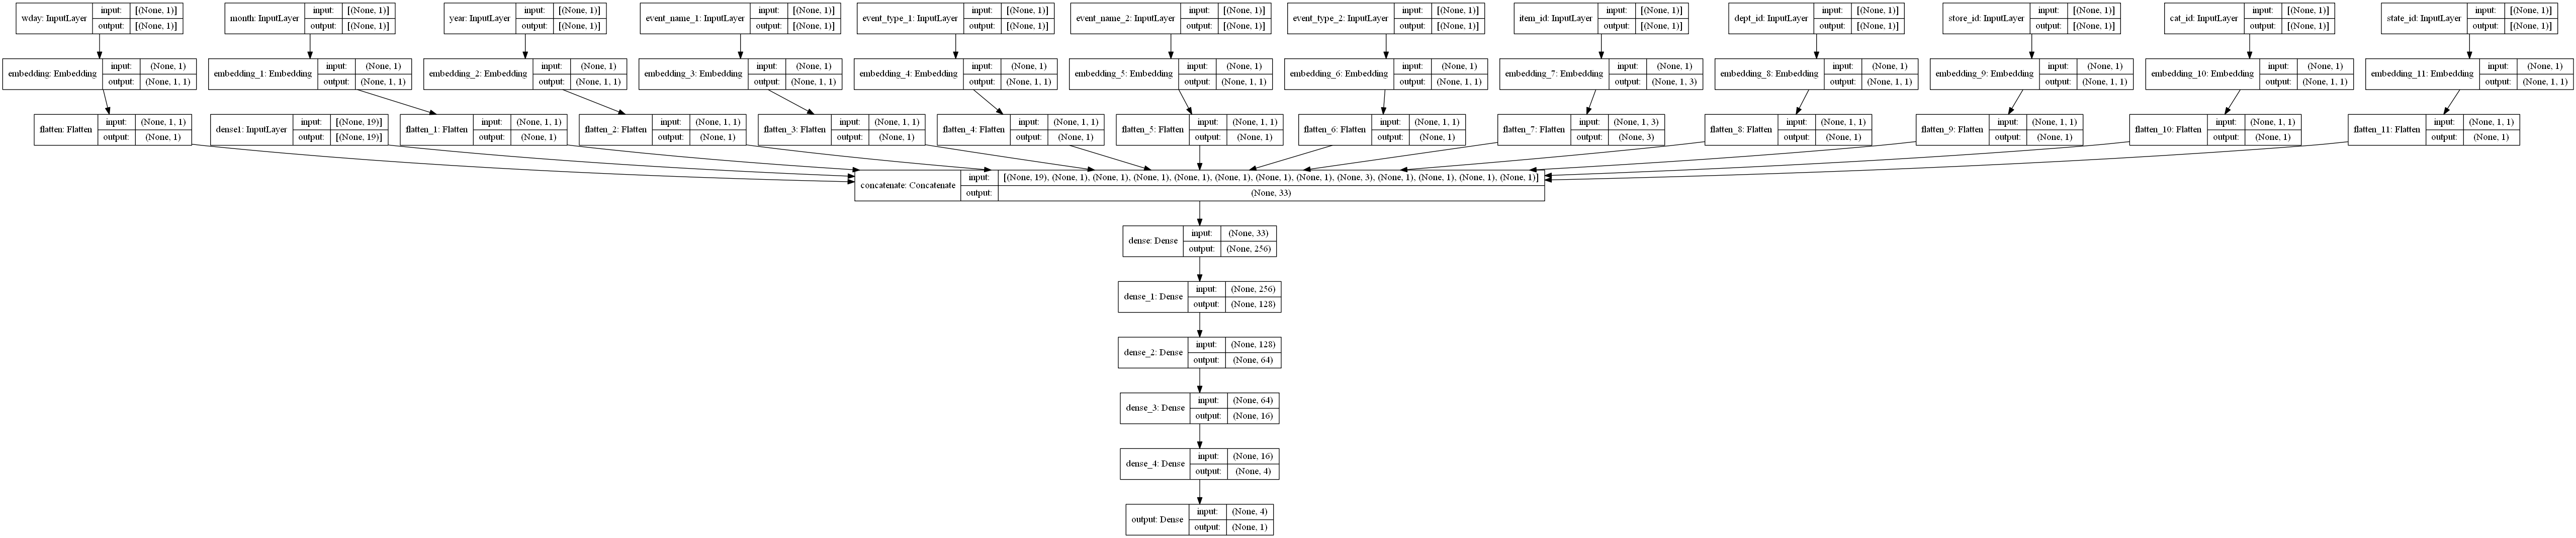 wday: InputLayer input: [(None, 1)] output: [(None, 1)]
month: InputLayer input: [(None, 1)] output: [(None, 1)]
year: InputLayer input: [(None, 1)] output: [(None, 1)]
event_name_1: InputLayer input: [(None, 1)] output: [(None, 1)]
event_type_1: InputLayer input: [(None, 1)] output: [(None, 1)]
event_name_2: InputLayer input: [(None, 1)] output: [(None, 1)]
event_type_2: InputLayer input: [(None, 1)] output: [(None, 1)]
item_id: InputLayer input: [(None, 1)] output: [(None, 1)]
dept_id: InputLayer input: [(None, 1)] output: [(None, 1)]
store_id: InputLayer input: [(None, 1)] output: [(None, 1)]
cat_id: InputLayer input: [(None, 1)] output: [(None, 1)]
state_id: InputLayer input: [(None, 1)] output: [(None, 1)]
embedding: Embedding input: (None, 1) output: (None, 1, 1)
embedding_1: Embedding input: (None, 1) output: (None, 1, 1)
embedding_2: Embedding input: (None, 1) output: (None, 1, 1)
embedding_3: Embedding input: (None, 1) output: (None, 1, 1)
embedding_4: Embedding input: (None, 1) output: (None, 1, 1)
embedding_5: Embedding input: (None, 1) output: (None, 1, 1)
embedding_6: Embedding input: (None, 1) output: (None, 1, 1)
embedding_7: Embedding input: (None, 1) output: (None, 1, 3)
embedding_8: Embedding input: (None, 1) output: (None, 1, 1)
embedding_9: Embedding input: (None, 1) output: (None, 1, 1)
embedding_10: Embedding input: (None, 1) output: (None, 1, 1)
embedding_11: Embedding input: (None, 1) output: (None, 1, 1)
flatten: Flatten input: (None, 1, 1) output: (None, 1)
dense1: InputLayer input: [(None, 19)] output: [(None, 19)]
flatten_1: Flatten input: (None, 1, 1) output: (None, 1)
flatten_2: Flatten input: (None, 1, 1) output: (None, 1)
flatten_3: Flatten input: (None, 1, 1) output: (None, 1)
flatten_4: Flatten input: (None, 1, 1) output: (None, 1)
flatten_5: Flatten input: (None, 1, 1) output: (None, 1)
flatten_6: Flatten input: (None, 1, 1) output: (None, 1)
flatten_7: Flatten input: (None, 1, 3) output: (None, 3)
flatten_8: Flatten input: (None, 1, 1) output: (None, 1)
flatten_9: Flatten input: (None, 1, 1) output: (None, 1)
flatten_10: Flatten input: (None, 1, 1) output: (None, 1)
flatten_11: Flatten input: (None, 1, 1) output: (None, 1)
concatenate: Concatenate input: [(None, 19), (None, 1), (None, 1), (None, 1), (None, 1), (None, 1), (None, 1), (None, 1), (None, 3), (None, 1), (None, 1), (None, 1), (None, 1)] output: (None, 33)
dense: Dense input: (None, 33) output: (None, 256)
dense_1: Dense input: (None, 256) output: (None, 128)
dense_2: Dense input: (None, 128) output: (None, 64)
dense_3: Dense input: (None, 64) output: (None, 16)
dense_4: Dense input: (None, 16) output: (None, 4)
output: Dense input: (None, 4) output: (None, 1)